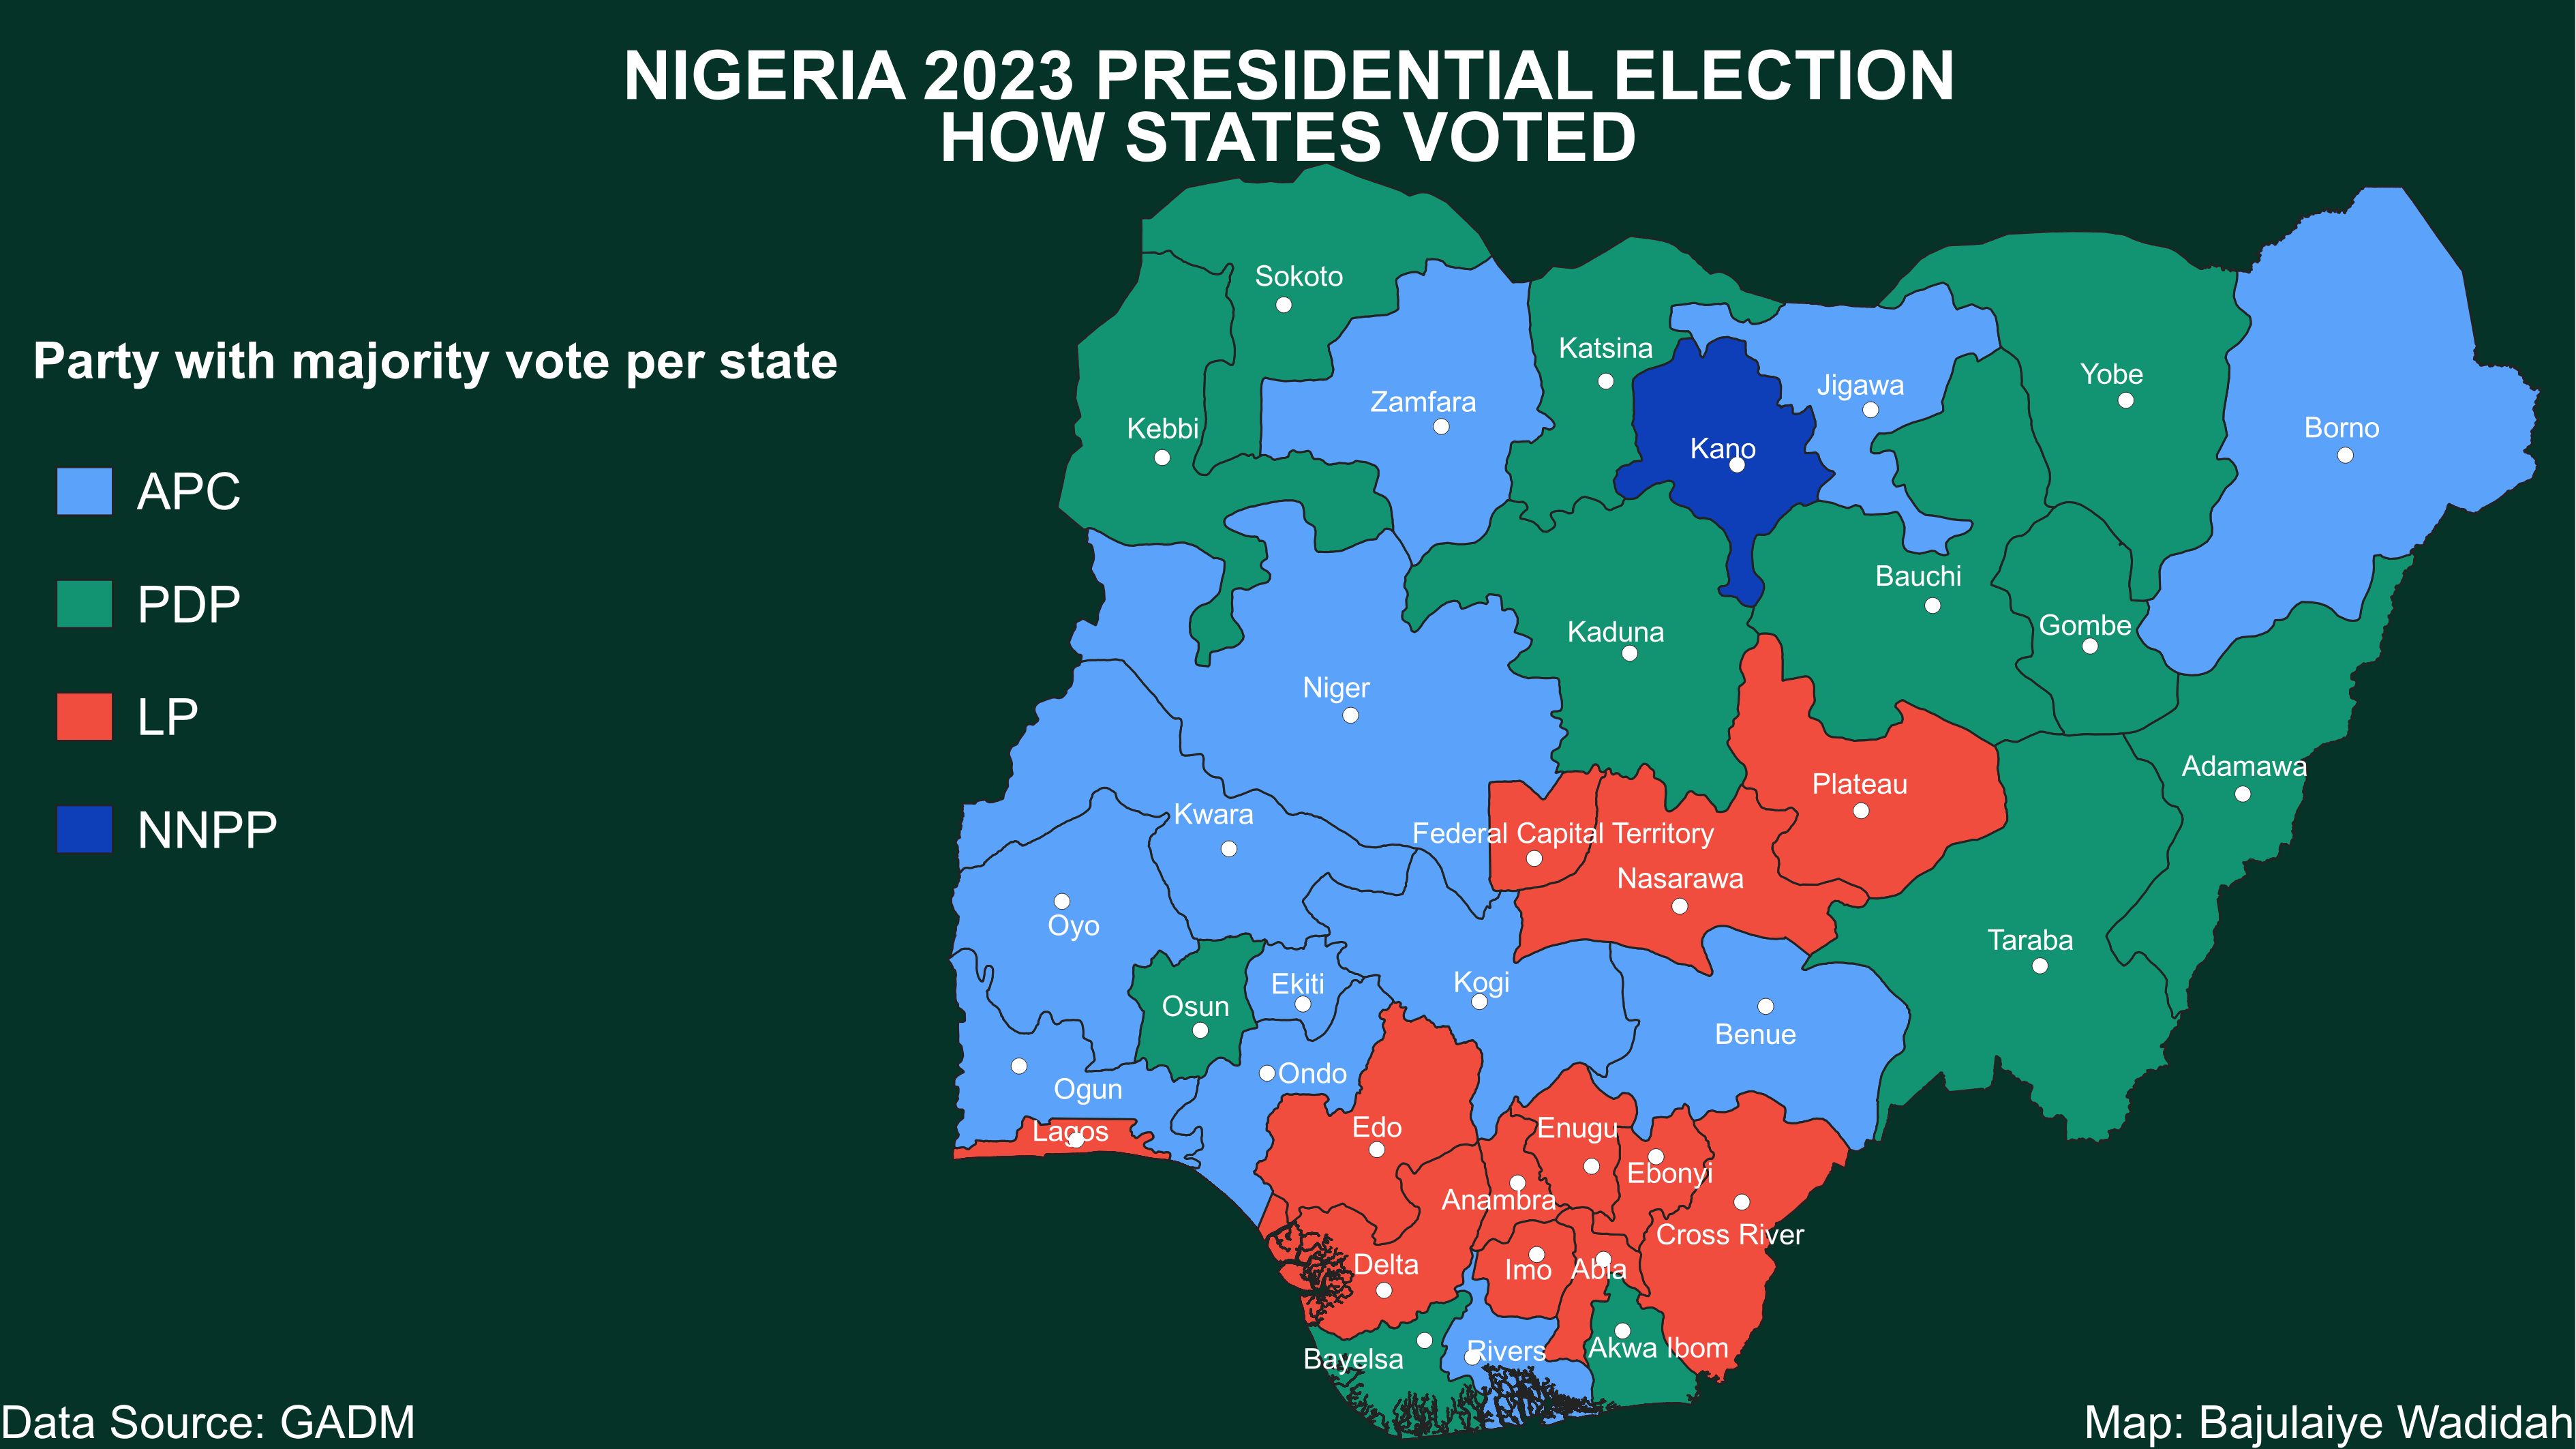 NIGERIA 2023 PRESIDENTIAL ELECTION
HOW STATES VOTED
Party with majority vote per state
APC
PDP
LP
NNPP
Sokoto
Katsina
Yobe
Jigawa
Zamfara
Kebbi
Borno
Kano
Bauchi
Gombe
Kaduna
Niger
Adamawa
Plateau
Kwara
Federal Capital Territory
Nasarawa
Oyo
Taraba
Ekiti
Kogi
Osun
Benue
Ondo
Ogun
Lagos
Edo
Enugu
Ebonyi
Anambra
Cross River
Delta
Imo
Abia
Rivers
Akwa Ibom
Bayelsa
Data Source: GADM
Map: Bajulaiye Wadidah